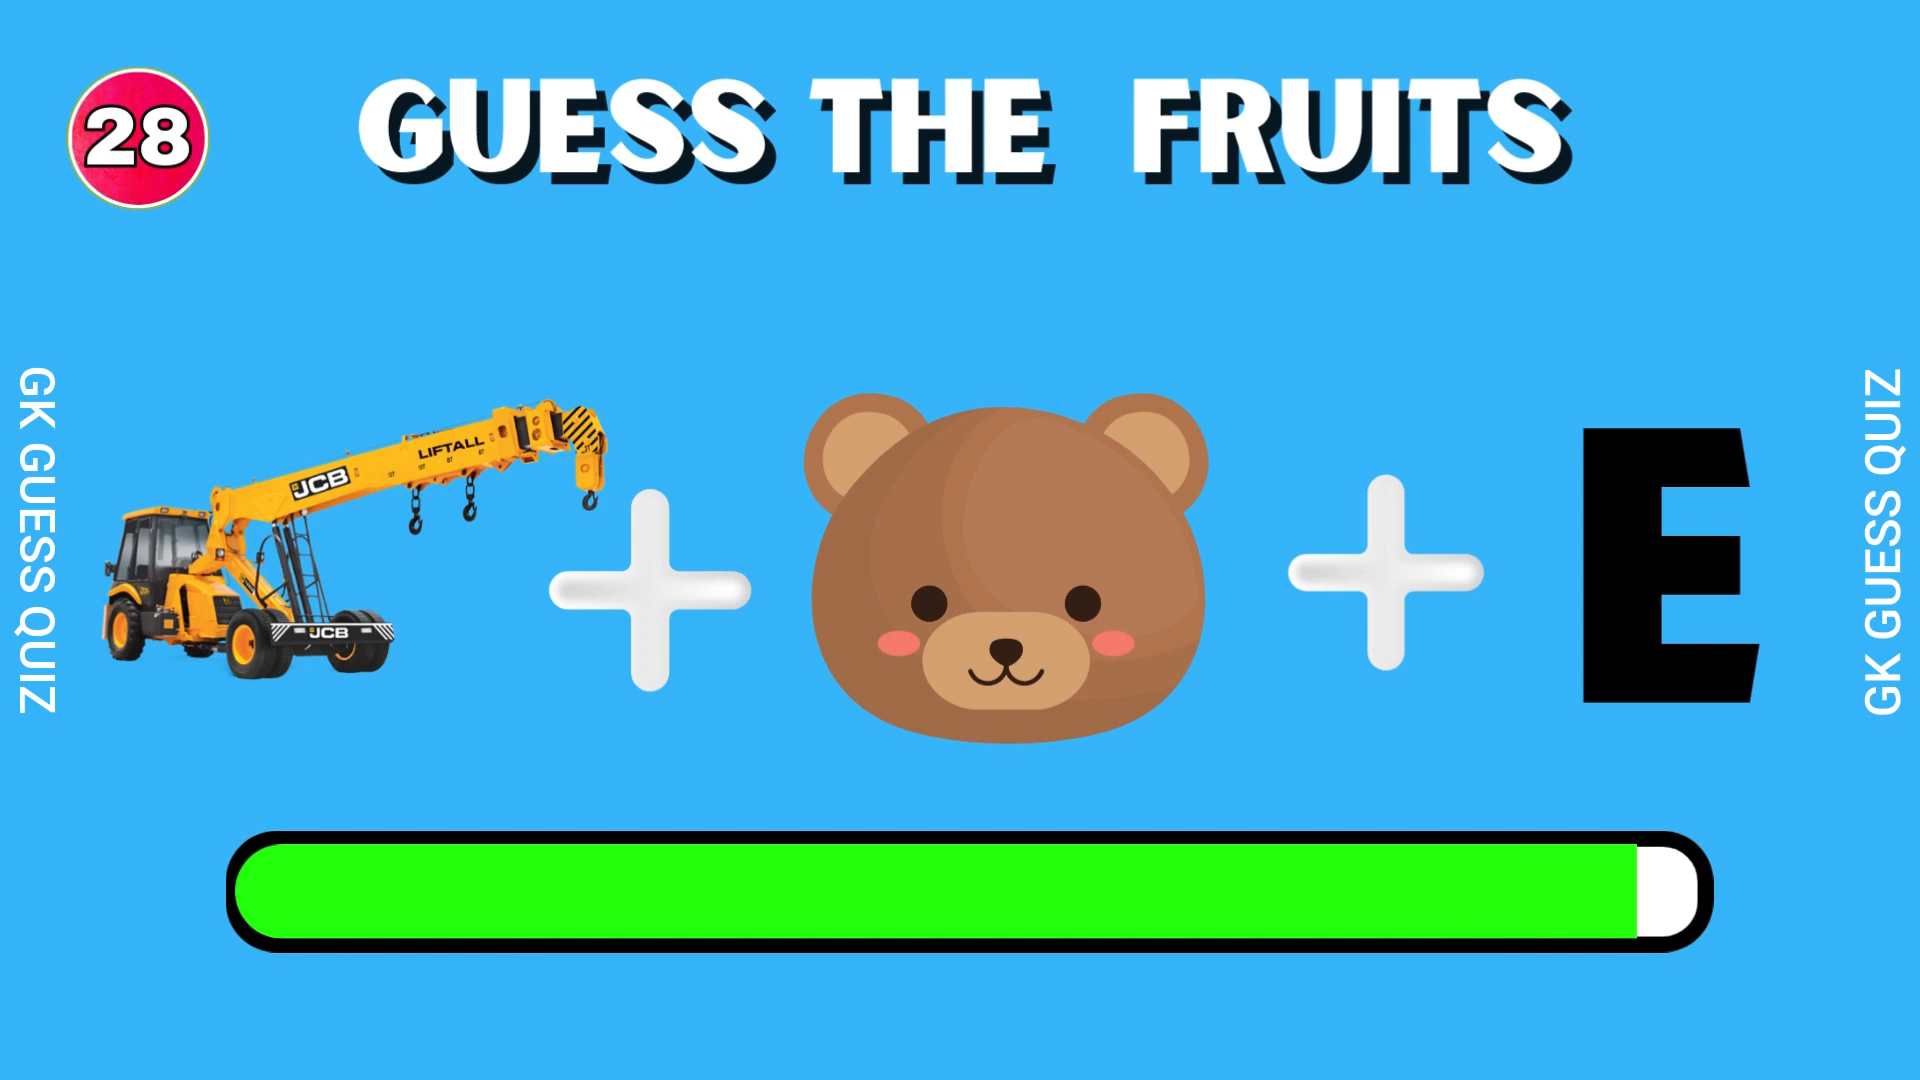 28
GUESS THE FRUITS
GK GUESS QUIZ
JCB
LIFTALL
JCB
E
GK GUESS QUIZ